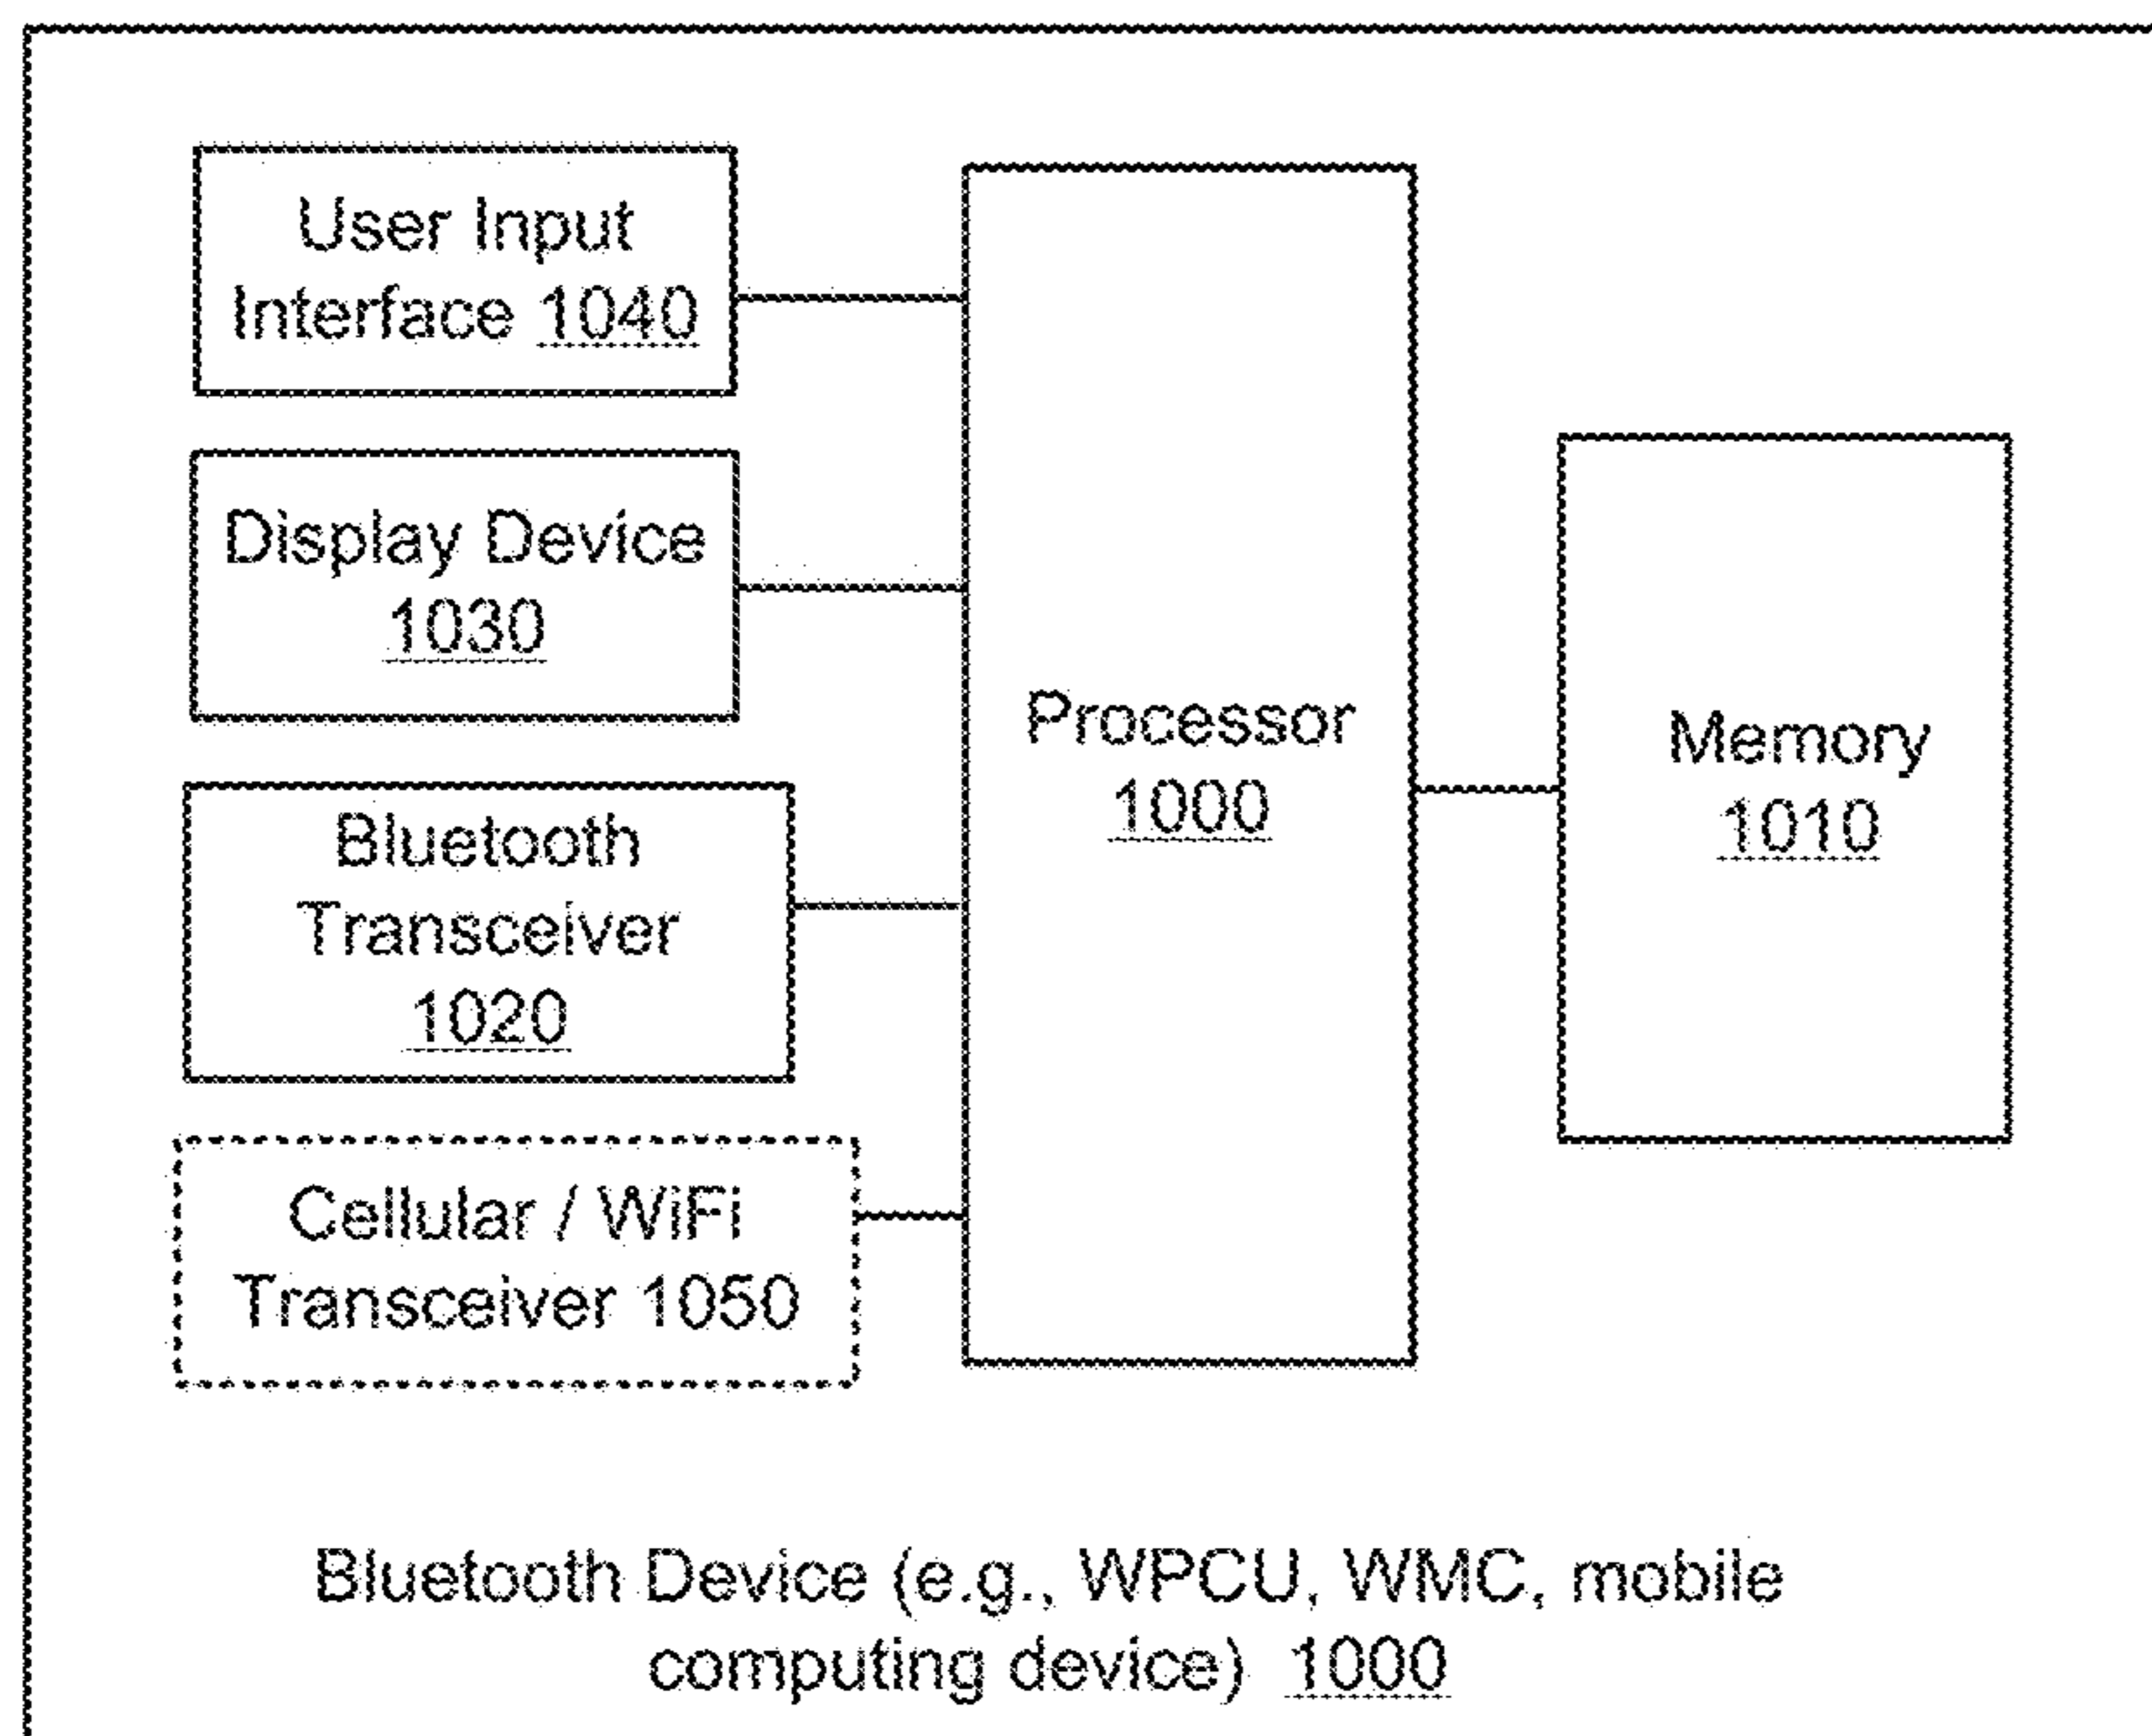 User Input
Interface 1040
Display Device
1030
Bluetooth
Transceiver
1020
Cellular / WiFi
Transceiver 1050
Processor
1000
Memory
1010
Bluetooth Device (e.g., WPCU, WMC, mobile
computing device) 1000